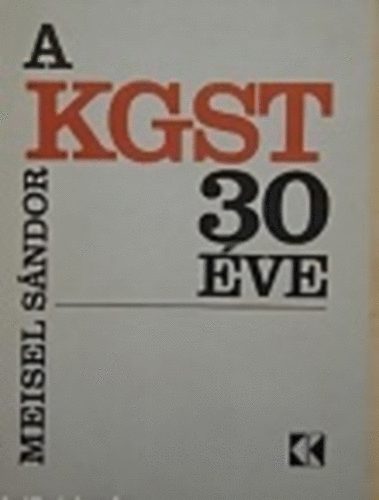 A
KGST
30
ÉVE
MEISEL SÁNDOR